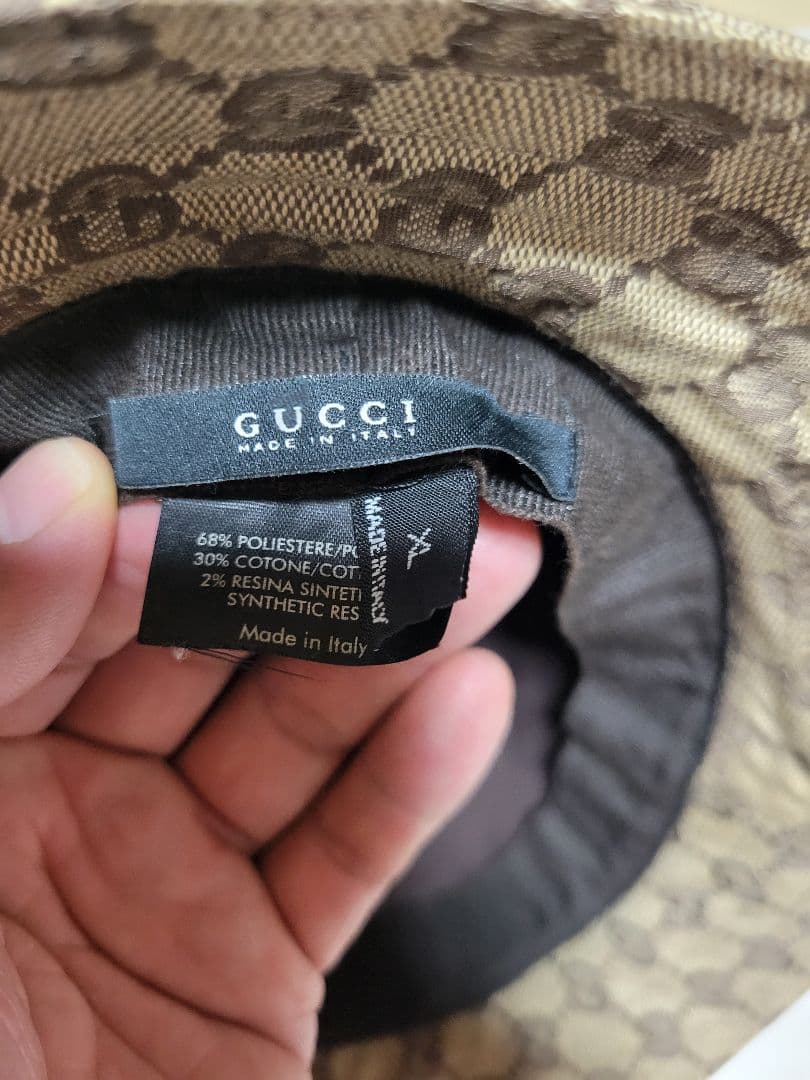 GUCCI
MADE IN ITALY
68% POLIESTERE/P
30% COTONE/COT
2% RESINA SINTETI
SYNTHETIC RES
Made in Italy
MADE IN ITALY
XL